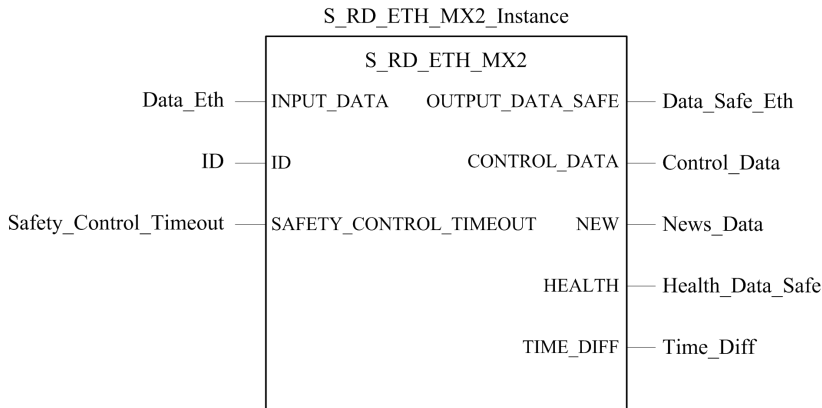 S_RD_ETH_MX2_Instance
S_RD_ETH_MX2
Data_Eth INPUT_DATA OUTPUT_DATA_SAFE Data_Safe_Eth
ID ID CONTROL_DATA Control_Data
Safety_Control_Timeout SAFETY_CONTROL_TIMEOUT NEW News_Data
HEALTH Health_Data_Safe
TIME_DIFF Time_Diff